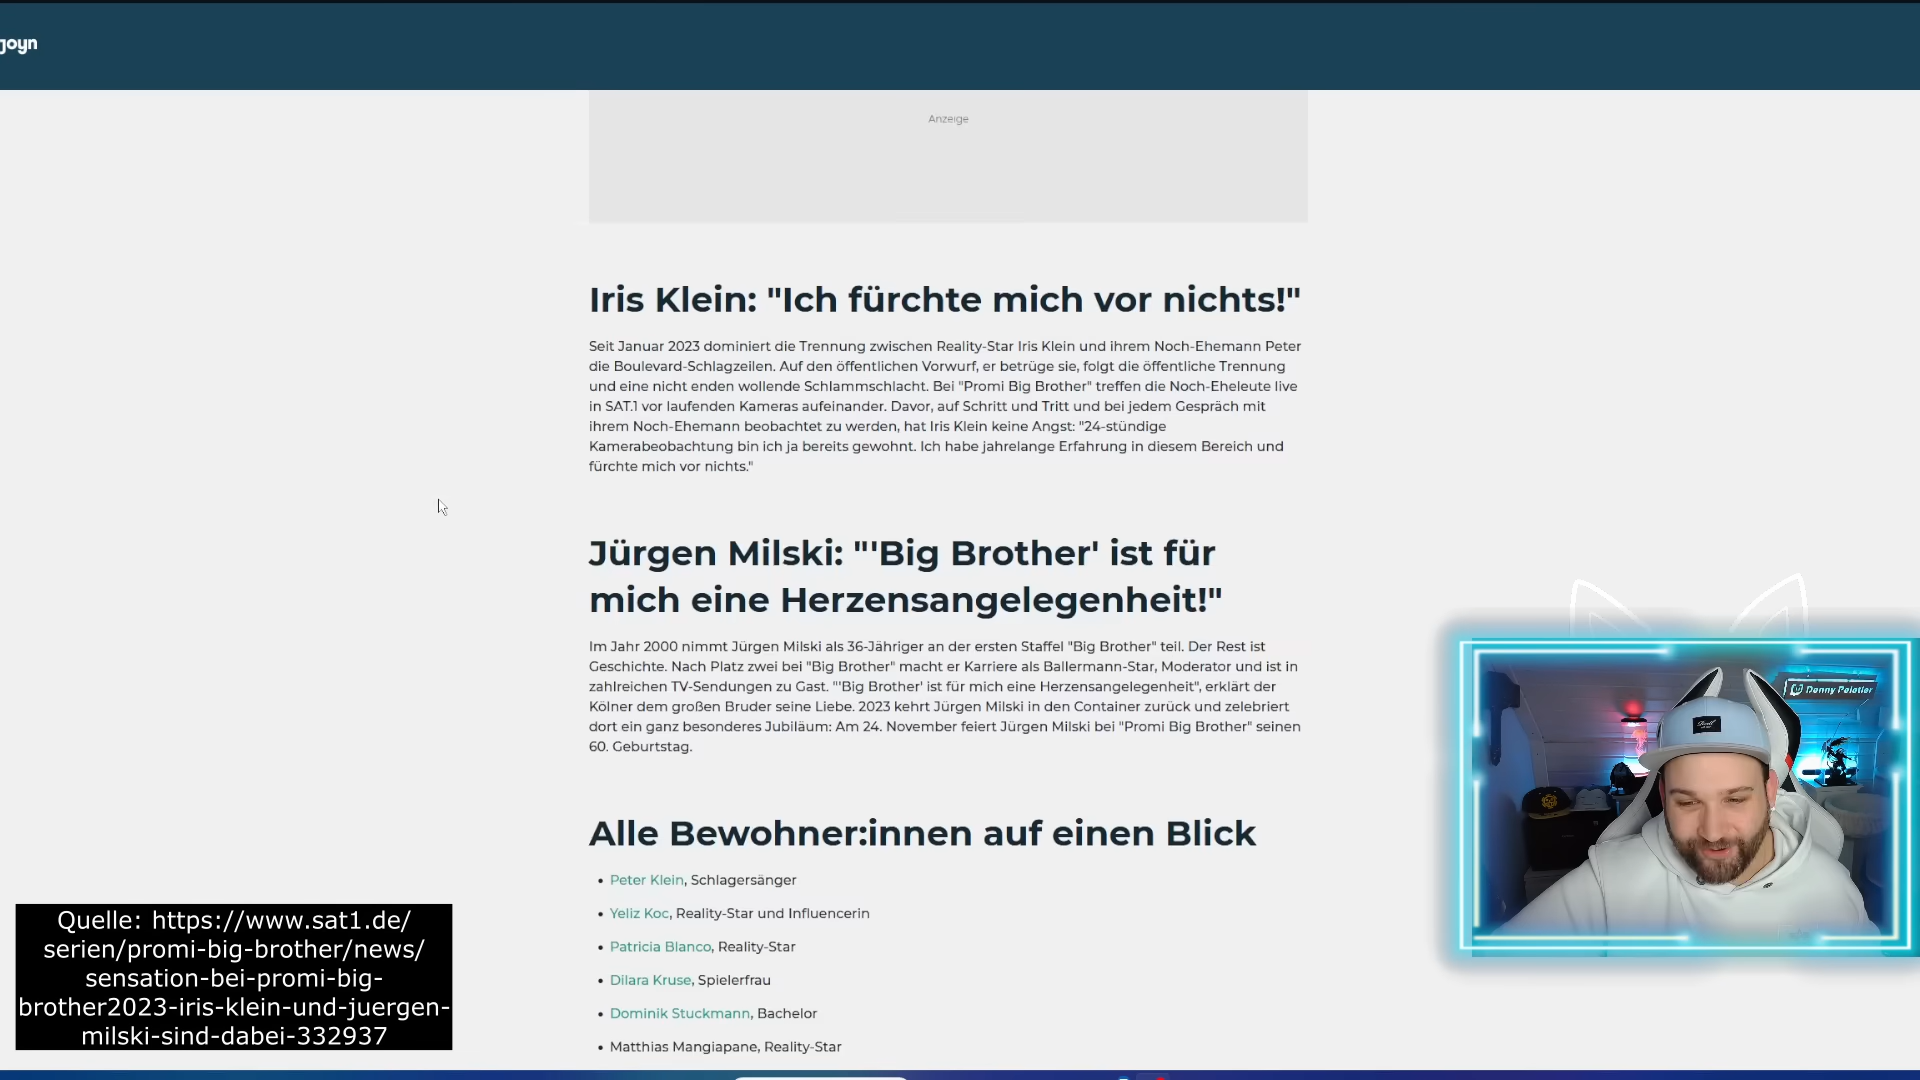 joyn
Anzeige
Iris Klein: "Ich fürchte mich vor nichts!"
Seit Januar 2023 dominiert die Trennung zwischen Reality-Star Iris Klein und ihrem Noch-Ehemann Peter
die Boulevard-Schlagzeilen. Auf den öffentlichen Vorwurf, er betrüge sie, folgt die öffentliche Trennung
und eine nicht enden wollende Schlammschlacht. Bei "Promi Big Brother" treffen die Noch-Eheleute live
in SAT.1 vor laufenden Kameras aufeinander. Davor, auf Schritt und Tritt und bei jedem Gespräch mit
ihrem Noch-Ehemann beobachtet zu werden, hat Iris Klein keine Angst: "24-stündige
Kamerabeobachtung bin ich ja bereits gewohnt. Ich habe jahrelange Erfahrung in diesem Bereich und
fürchte mich vor nichts."
Jürgen Milski: "'Big Brother' ist für
mich eine Herzensangelegenheit!"
Im Jahr 2000 nimmt Jürgen Milski als 36-Jähriger an der ersten Staffel "Big Brother" teil. Der Rest ist
Geschichte. Nach Platz zwei bei "Big Brother" macht er Karriere als Ballermann-Star, Moderator und ist in
zahlreichen TV-Sendungen zu Gast. "'Big Brother' ist für mich eine Herzensangelegenheit", erklärt der
Kölner dem großen Bruder seine Liebe. 2023 kehrt Jürgen Milski in den Container zurück und zelebriert
dort ein ganz besonderes Jubiläum: Am 24. November feiert Jürgen Milski bei "Promi Big Brother" seinen
60. Geburtstag.
Alle Bewohner:innen auf einen Blick
• Peter Klein, Schlagersänger
• Yeliz Koc, Reality-Star und Influencerin
• Patricia Blanco, Reality-Star
• Dilara Kruse, Spielerfrau
• Dominik Stuckmann, Bachelor
• Matthias Mangiapane, Reality-Star
Quelle: https://www.sat1.de/
serien/promi-big-brother/news/
sensation-bei-promi-big-
brother2023-iris-klein-und-juergen-
milski-sind-dabei-332937